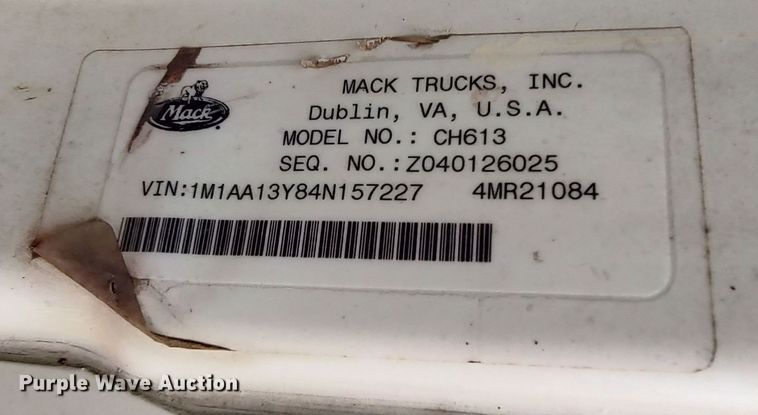 Mack
MACK TRUCKS, INC.
Dublin, VA, U.S.A.
MODEL NO.: CH613
SEQ. NO.:Z040126025
VIN:1M1AA13Y84N157227 4MR21084
Purple Wave Auction